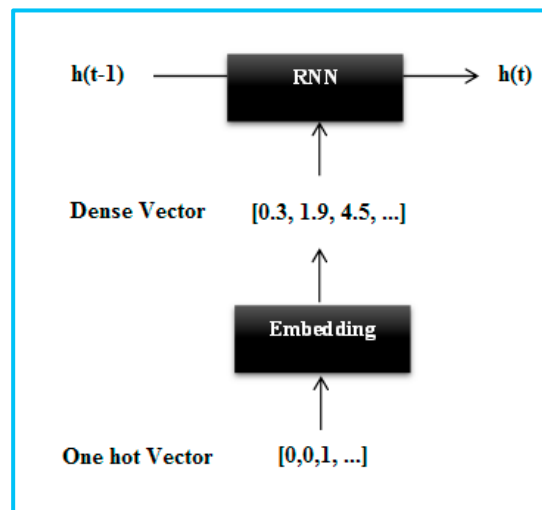 h(t-1) RNN h(t)
Dense Vector [0.3, 1.9, 4.5, ...]
Embedding
One hot Vector [0,0,1, ...]